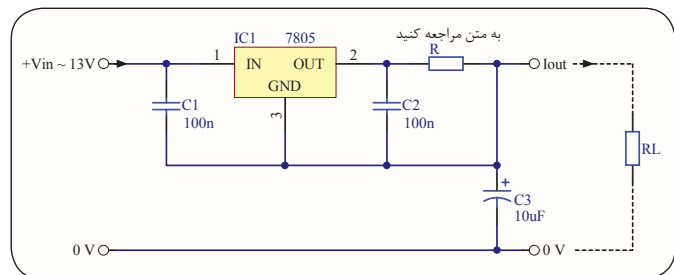 به متن مراجعه کنید
IC1 7805 R
+Vin ~ 13V 1 IN OUT 2 Iout
GND
C1 3 C2
100n 100n
RL
+
C3
10uF
0 V 0 V